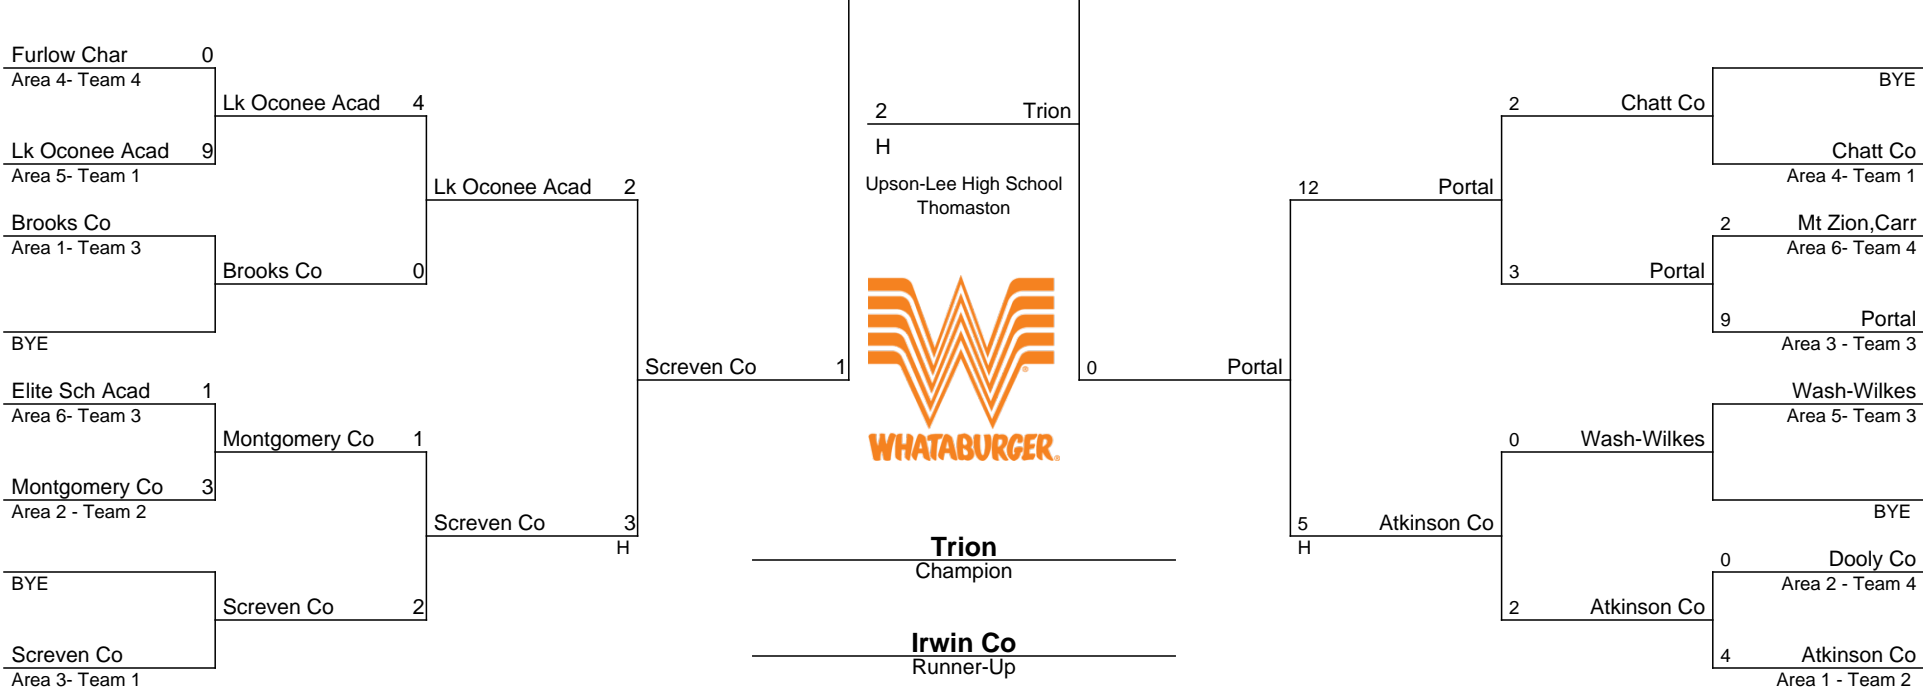 Furlow Char 0
Area 4- Team 4
Lk Oconee Acad 4
Lk Oconee Acad 9
Area 5- Team 1
Lk Oconee Acad 2
Brooks Co
Area 1- Team 3
Brooks Co 0
BYE
Screven Co 1
Elite Sch Acad 1
Area 6- Team 3
Montgomery Co 1
Montgomery Co 3
Area 2 - Team 2
Screven Co 3
H
BYE
Screven Co 2
Screven Co
Area 3- Team 1
2 Trion
H
Upson-Lee High School
Thomaston
WHATABURGER®
Trion
Champion
Irwin Co
Runner-Up
BYE
2 Chatt Co
Chatt Co
Area 4- Team 1
12 Portal
2 Mt Zion,Carr
Area 6- Team 4
3 Portal
9 Portal
Area 3 - Team 3
0 Portal
Wash-Wilkes
Area 5- Team 3
0 Wash-Wilkes
BYE
5 Atkinson Co
H
0 Dooly Co
Area 2 - Team 4
2 Atkinson Co
4 Atkinson Co
Area 1 - Team 2